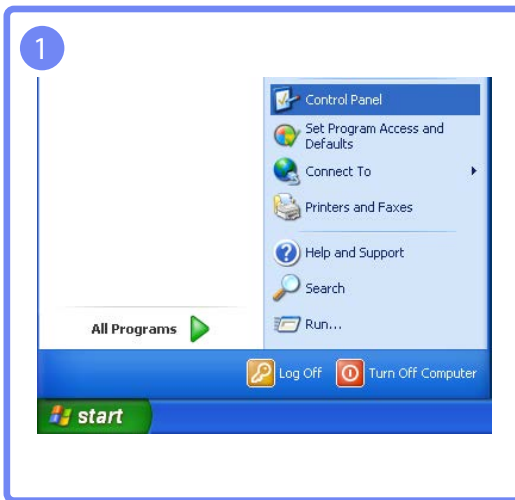 1
Control Panel
Set Program Access and
Defaults
Connect To
Printers and Faxes
Help and Support
Search
Run...
All Programs
Log Off
Turn Off Computer
start